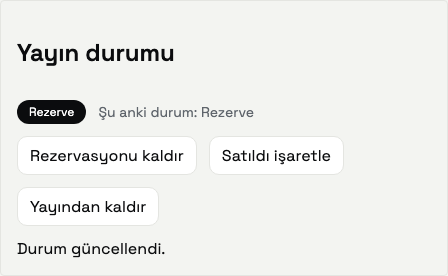 Yayın durumu
Rezerve Şu anki durum: Rezerve
Rezervasyonu kaldır Satıldı işaretle
Yayından kaldır
Durum güncellendi.